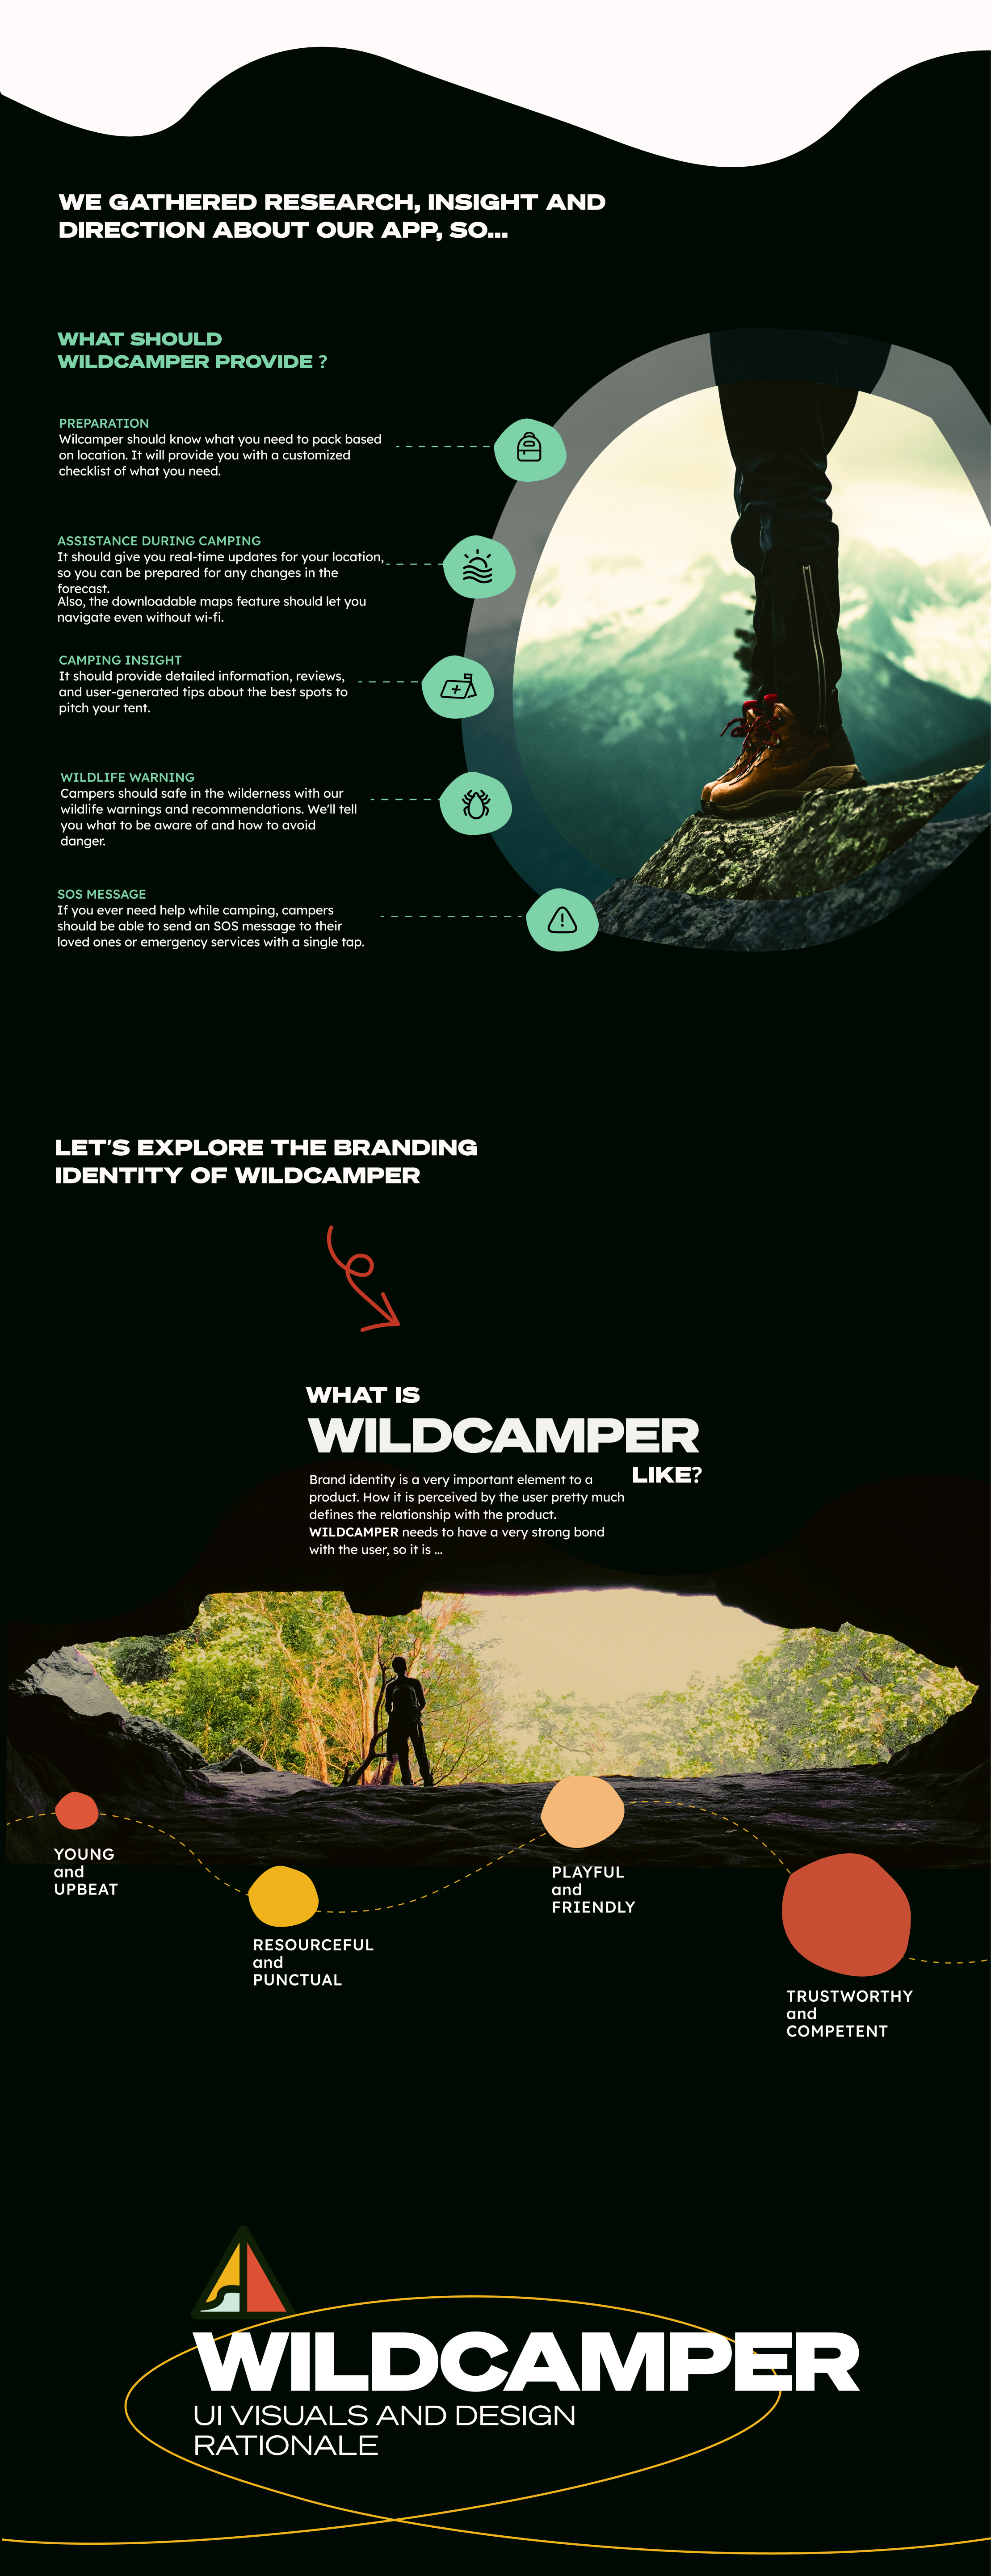 WE GATHERED RESEARCH, INSIGHT AND
DIRECTION ABOUT OUR APP, SO...
WHAT SHOULD
WILDCAMPER PROVIDE ?
PREPARATION
Wilcamper should know what you need to pack based
on location. It will provide you with a customized
checklist of what you need.
ASSISTANCE DURING CAMPING
It should give you real-time updates for your location,
so you can be prepared for any changes in the
forecast.
Also, the downloadable maps feature should let you
navigate even without wi-fi.
CAMPING INSIGHT
It should provide detailed information, reviews,
and user-generated tips about the best spots to
pitch your tent.
WILDLIFE WARNING
Campers should safe in the wilderness with our
wildlife warnings and recommendations. We'll tell
you what to be aware of and how to avoid
danger.
SOS MESSAGE
If you ever need help while camping, campers
should be able to send an SOS message to their
loved ones or emergency services with a single tap.
LET'S EXPLORE THE BRANDING
IDENTITY OF WILDCAMPER
WHAT IS
WILDCAMPER
LIKE?
Brand identity is a very important element to a
product. How it is perceived by the user pretty much
defines the relationship with the product.
WILDCAMPER needs to have a very strong bond
with the user, so it is ...
YOUNG
and
UPBEAT
RESOURCEFUL
and
PUNCTUAL
PLAYFUL
and
FRIENDLY
TRUSTWORTHY
and
COMPETENT
WILDCAMPER
UI VISUALS AND DESIGN
RATIONALE